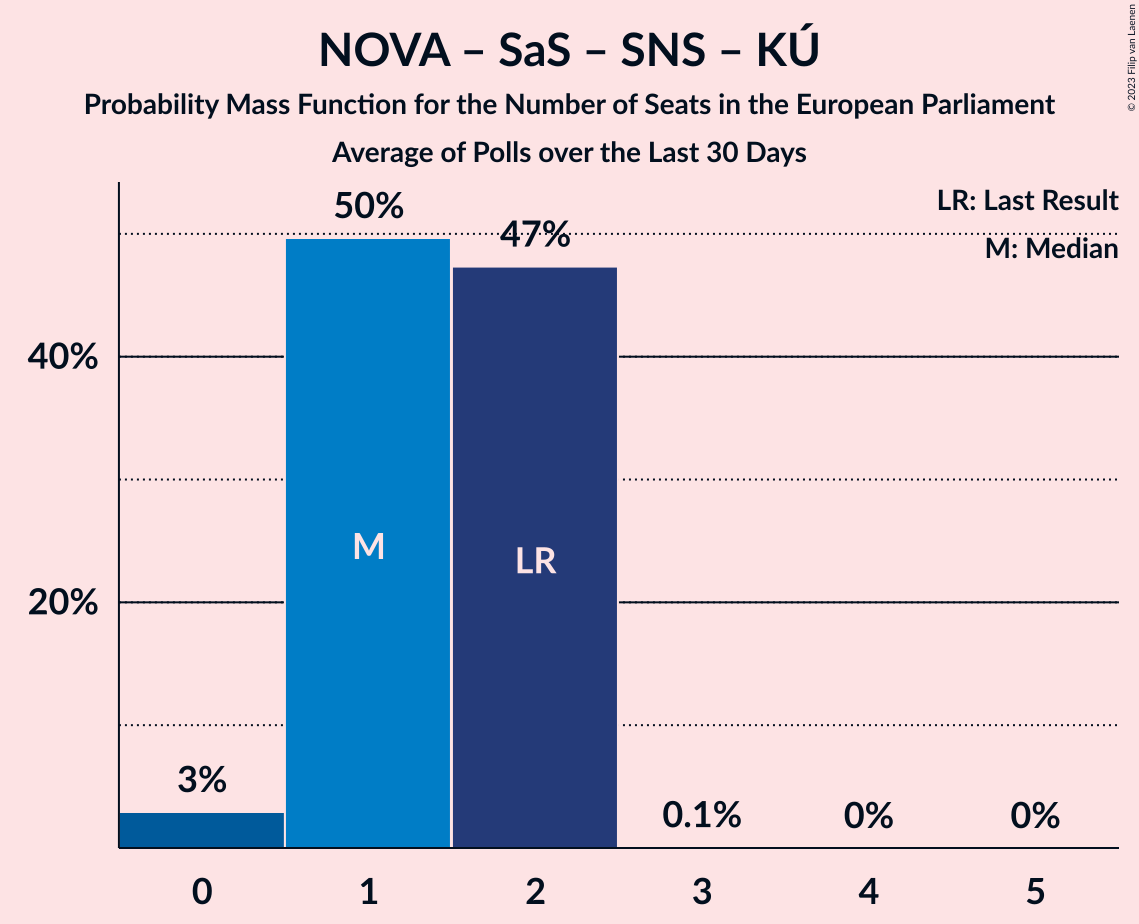 NOVA – SaS – SNS – KÚ
Probability Mass Function for the Number of Seats in the European Parliament
Average of Polls over the Last 30 Days
© 2023 Filip van Laenen
LR: Last Result
M: Median
50%
47%
40%
20%
M
LR
3%
0.1%
0%
0%
0
1
2
3
4
5